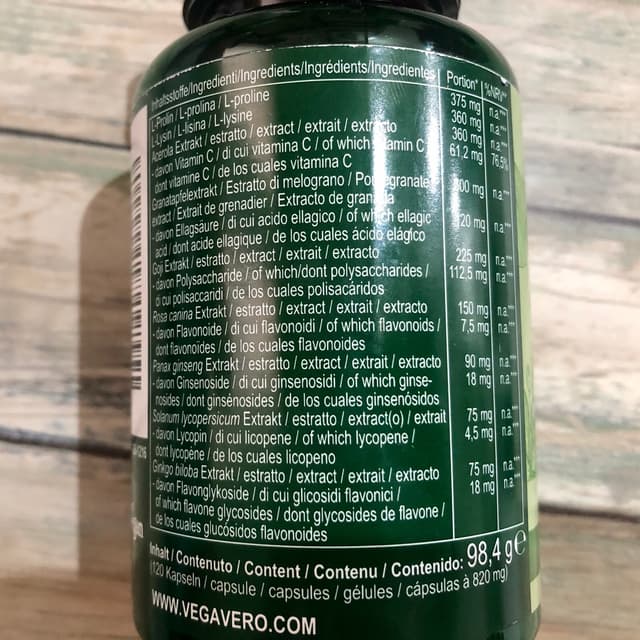 Inhaltsstoffe/Ingredienti/Ingredients/Ingrédients/Ingredientes Portion* %NRV**
L-Prolin / L-prolina / L-proline 375 mg n.a.***
L-Lysin / L-lisina / L-lysine 360 mg n.a.***
Acerola Extrakt / estratto / extract / extrait / extracto 360 mg n.a.***
- davon Vitamin C / di cui vitamina C / of which vitamin C / 61,2 mg 76,5%
dont vitamine C / de los cuales vitamina C
Granatapfelextrakt / Estratto di melograno / Pomegranate
extract / Extrait de grenadier / Extracto de granada 00 mg n.a.***
- davon Ellagsäure / di cui acido ellagico / of which ellagic 20 mg n.a.***
acid / dont acide ellagique / de los cuales ácido elágico
Goji Extrakt / estratto / extract / extrait / extracto 225 mg n.a.***
- davon Polysaccharide / of which/dont polysaccharides / 112,5 mg n.a.***
di cui polisaccaridi / de los cuales polisacáridos
Rosa canina Extrakt / estratto / extract / extrait / extracto 150 mg n.a.***
- davon Flavonoide / di cui flavonoidi / of which flavonoids / 7,5 mg n.a.***
dont flavonoïdes / de los cuales flavonoides
Panax ginseng Extrakt / estratto / extract / extrait / extracto 90 mg n.a.***
- davon Ginsenoside / di cui ginsenosidi / of which ginse- 18 mg n.a.***
nosides / dont ginsénosides / de los cuales ginsenósidos
Solanum lycopersicum Extrakt / estratto / extract(o) / extrait 75 mg n.a.***
- davon Lycopin / di cui licopene / of which lycopene / 4,5 mg n.a.***
dont lycopène / de los cuales licopeno
Ginkgo biloba Extrakt / estratto / extract / extrait / extracto 75 mg n.a.***
- davon Flavonglykoside / di cui glicosidi flavonici / 18 mg n.a.***
of which flavone glycosides / dont glycosides de flavone /
de los cuales glucósidos flavonoides
Inhalt / Contenuto / Content / Contenu / Contenido: 98,4 g e
(120 Kapseln / capsule / capsules / gélules / cápsulas à 820 mg)
WWW.VEGAVERO.COM